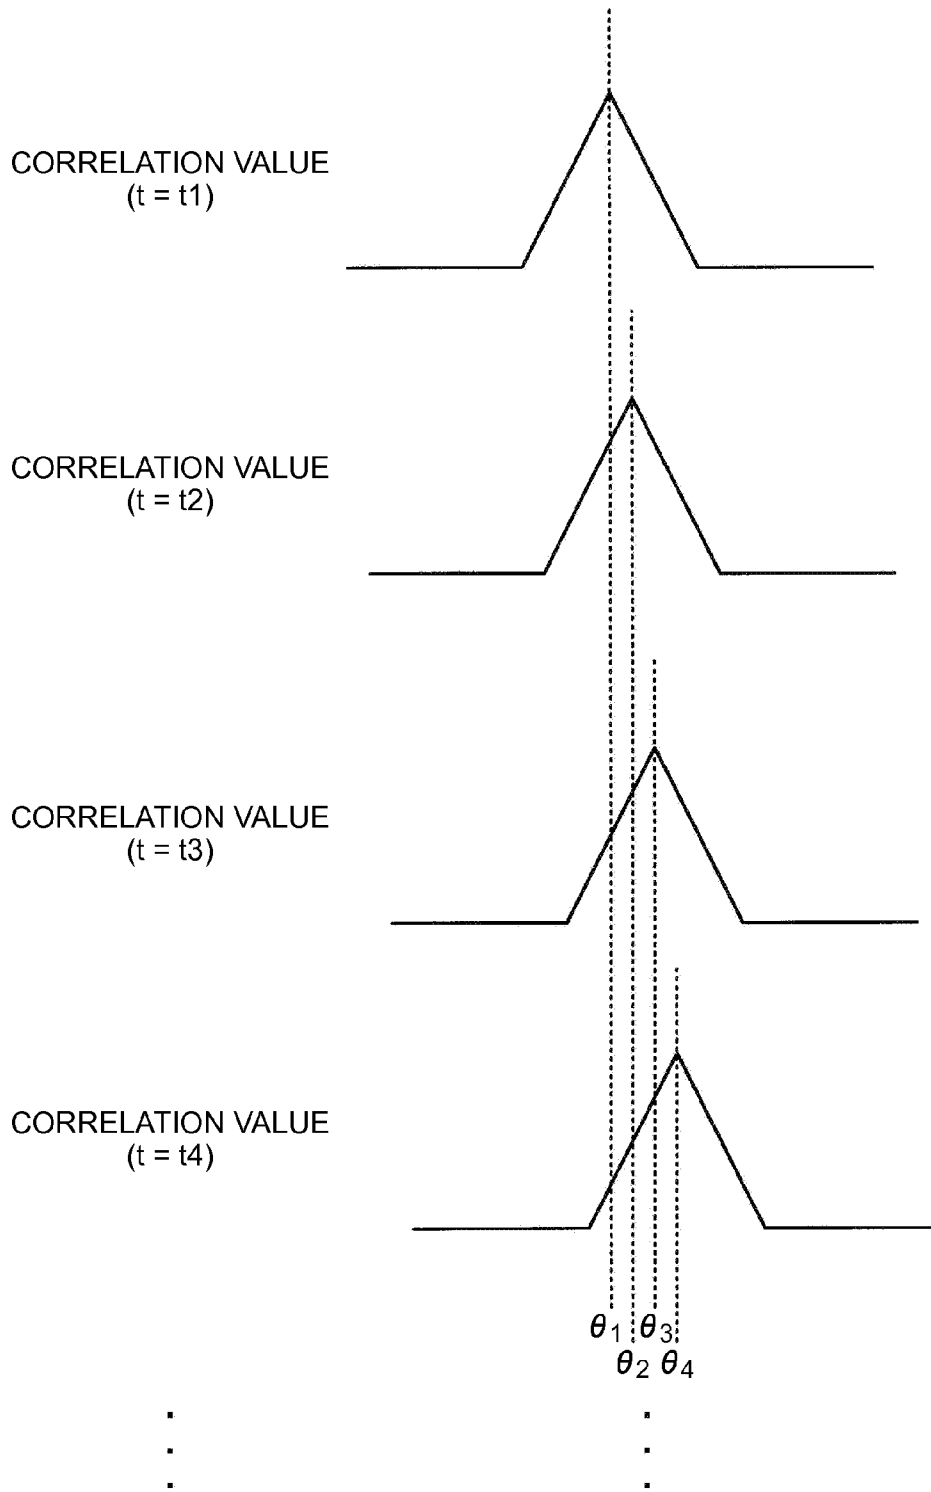 CORRELATION VALUE
(t = t1)
CORRELATION VALUE
(t = t2)
CORRELATION VALUE
(t = t3)
CORRELATION VALUE
(t = t4)
θ1 θ3
θ2 θ4